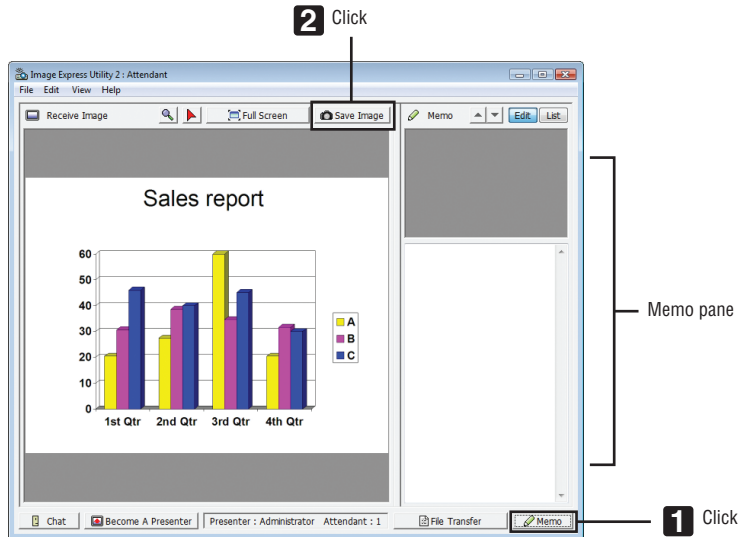 2 Click
Image Express Utility 2 : Attendant
File Edit View Help
Receive Image Full Screen Save Image Memo Edit List
Sales report
60
50
40
30
20
10
0
A
B
C
1st Qtr 2nd Qtr 3rd Qtr 4th Qtr
Memo pane
Chat Become A Presenter Presenter : Administrator Attendant : 1 File Transfer Memo
1 Click